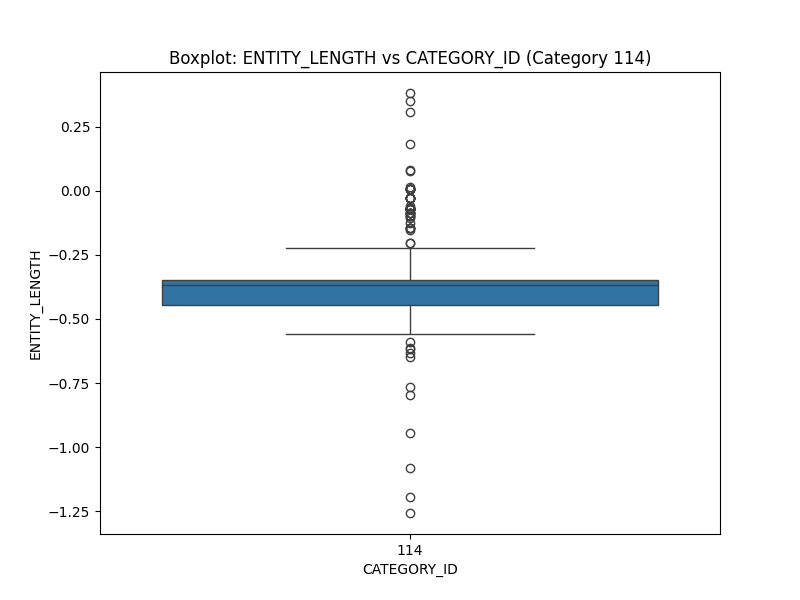 Boxplot: ENTITY_LENGTH vs CATEGORY_ID (Category 114)
0.25
0.00
−0.25
−0.50
−0.75
−1.00
−1.25
ENTITY_LENGTH
114
CATEGORY_ID